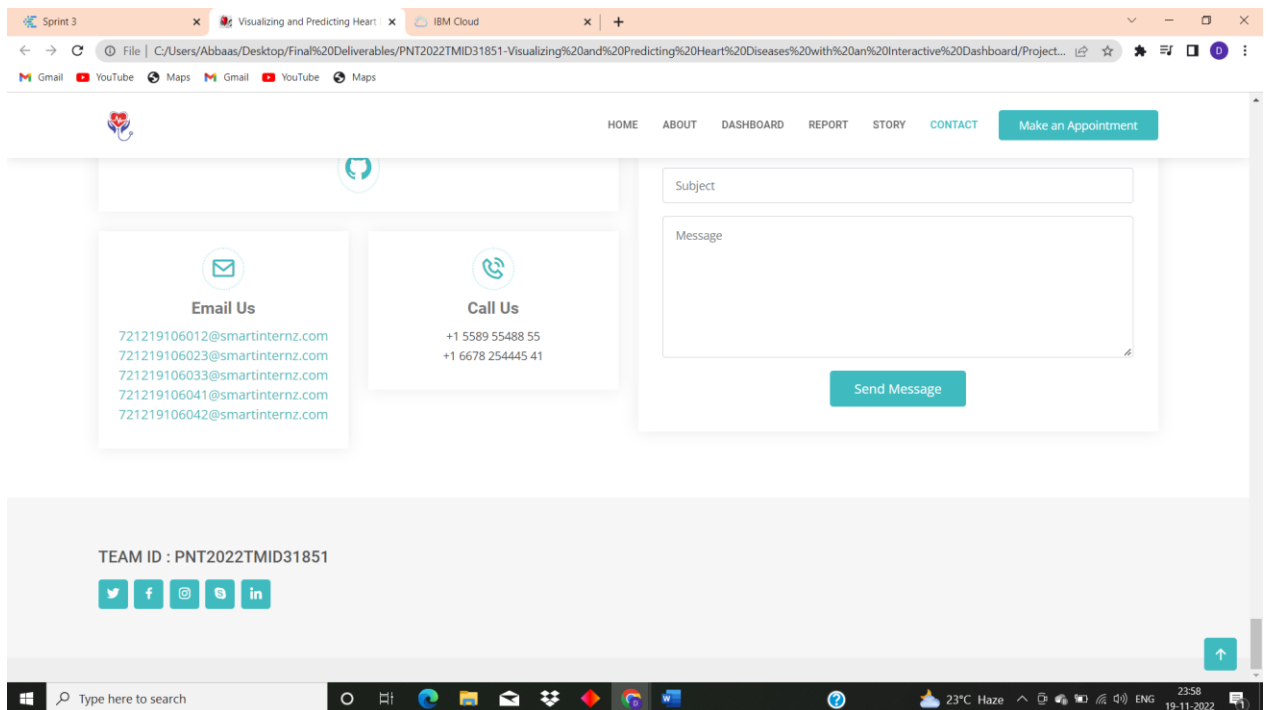 Sprint 3
Visualizing and Predicting Heart
IBM Cloud
File | C:/Users/Abbaas/Desktop/Final%20Deliverables/PNT2022TMID31851-Visualizing%20and%20Predicting%20Heart%20Diseases%20with%20an%20Interactive%20Dashboard/Project...
D
Gmail YouTube Maps Gmail YouTube Maps
HOME ABOUT DASHBOARD REPORT STORY CONTACT Make an Appointment
Subject
Message
Email Us
721219106012@smartinternz.com
721219106023@smartinternz.com
721219106033@smartinternz.com
721219106041@smartinternz.com
721219106042@smartinternz.com
Call Us
+1 5589 55488 55
+1 6678 254445 41
Send Message
TEAM ID : PNT2022TMID31851
Type here to search
23°C Haze
ENG
23:58
19-11-2022